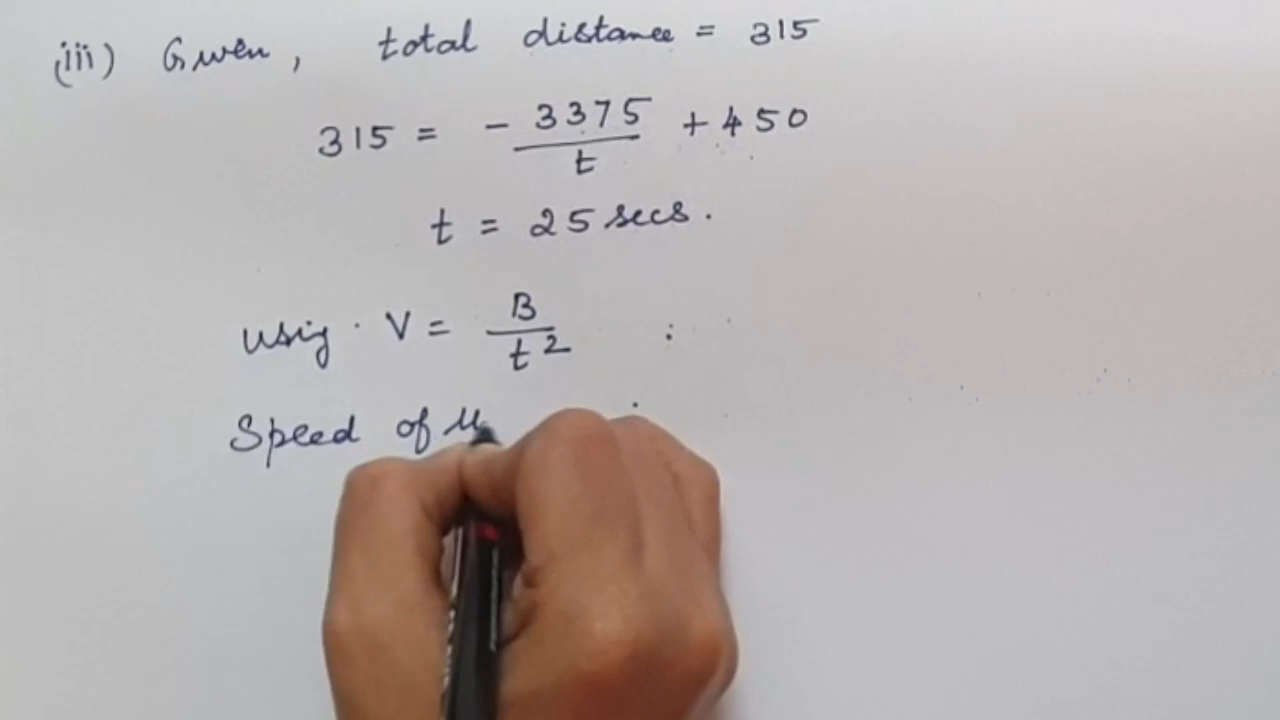 (iii) Given, total distance = 315
315 = - 3375/t + 450
t = 25 secs.
using V = B/t²
Speed of